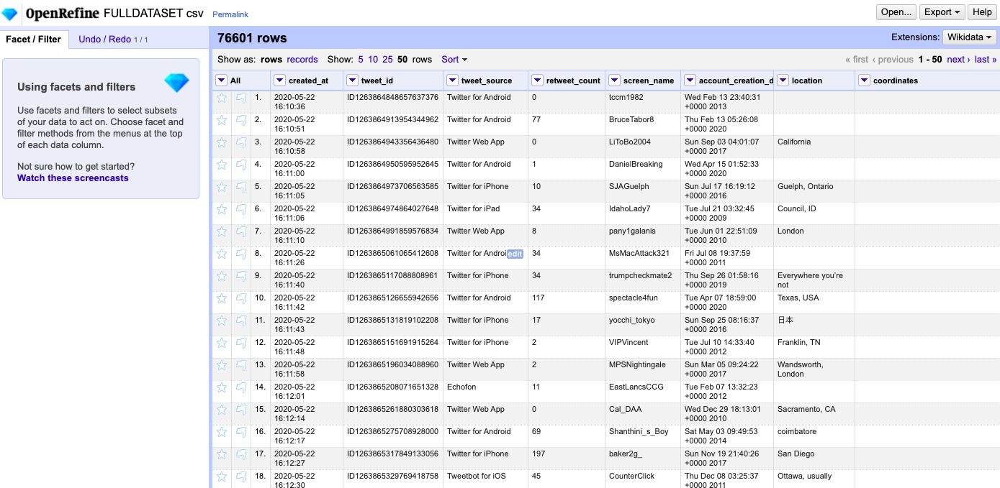 OpenRefine FULLDATASET csv Permalink Open... Export Help
Facet / Filter Undo / Redo 1 / 1 76601 rows Extensions: Wikidata
Show as: rows records Show: 5 10 25 50 rows Sort « first ‹ previous 1 - 50 next › last »
Using facets and filters
Use facets and filters to select subsets
of your data to act on. Choose facet and
filter methods from the menus at the top
of each data column.
Not sure how to get started?
Watch these screencasts
All created_at tweet_id tweet_source retweet_count screen_name account_creation_d location coordinates
1. 2020-05-22 ID1263864848657637376 Twitter for Android 0 tccm1982 Wed Feb 13 23:40:31
16:10:36 +0000 2013
2. 2020-05-22 ID1263864913954344962 Twitter for Android 77 BruceTabor8 Thu Feb 13 05:26:08
16:10:51 +0000 2020
3. 2020-05-22 ID1263864943356436480 Twitter Web App 0 LiToBo2004 Sun Sep 03 04:01:07 California
16:10:58 +0000 2017
4. 2020-05-22 ID1263864950595952645 Twitter for Android 1 DanielBreaking Wed Apr 15 01:52:33
16:11:00 +0000 2020
5. 2020-05-22 ID1263864973706563585 Twitter for iPhone 10 SJAGuelph Sun Jul 17 16:19:12 Guelph, Ontario
16:11:05 +0000 2016
6. 2020-05-22 ID1263864974864027648 Twitter for iPad 34 IdahoLady7 Tue Jul 21 03:32:45 Council, ID
16:11:06 +0000 2009
7. 2020-05-22 ID1263864991859576834 Twitter Web App 8 pany1galanis Tue Jun 01 22:51:09 London
16:11:10 +0000 2010
8. 2020-05-22 ID1263865061065412608 Twitter for Androi edit 34 MsMacAttack321 Fri Jul 08 19:37:59
16:11:26 +0000 2011
9. 2020-05-22 ID1263865117088808961 Twitter for iPhone 34 trumpcheckmate2 Thu Sep 26 01:58:16 Everywhere you're
16:11:40 +0000 2019 not
10. 2020-05-22 ID1263865126655942656 Twitter for Android 117 spectacle4fun Tue Apr 07 18:59:00 Texas, USA
16:11:42 +0000 2020
11. 2020-05-22 ID1263865131819102208 Twitter for iPhone 17 yocchi_tokyo Sun Sep 25 08:16:37 日本
16:11:43 +0000 2016
12. 2020-05-22 ID1263865151691915264 Twitter for iPhone 2 VIPVincent Tue Jul 10 14:33:40 Franklin, TN
16:11:48 +0000 2012
13. 2020-05-22 ID1263865196034088960 Twitter Web App 2 MPSNightingale Sun Mar 05 09:24:22 Wandsworth,
16:11:58 +0000 2017 London
14. 2020-05-22 ID1263865208071651328 Echofon 11 EastLancsCCG Tue Feb 07 13:32:23
16:12:01 +0000 2012
15. 2020-05-22 ID1263865261880303618 Twitter Web App 0 Cal_DAA Wed Dec 29 18:13:01 Sacramento, CA
16:12:14 +0000 2010
16. 2020-05-22 ID1263865275708928000 Twitter for Android 69 Shanthini_s_Boy Sat May 03 09:49:53 coimbatore
16:12:17 +0000 2014
17. 2020-05-22 ID1263865317849133056 Twitter for iPhone 197 baker2g_ Sun Nov 19 21:40:26 San Diego
16:12:27 +0000 2017
18. 2020-05-22 ID1263865329769418758 Tweetbot for iOS 45 CounterClick Thu Dec 08 03:25:37 Ottawa, usually
16:12:30 +0000 2011